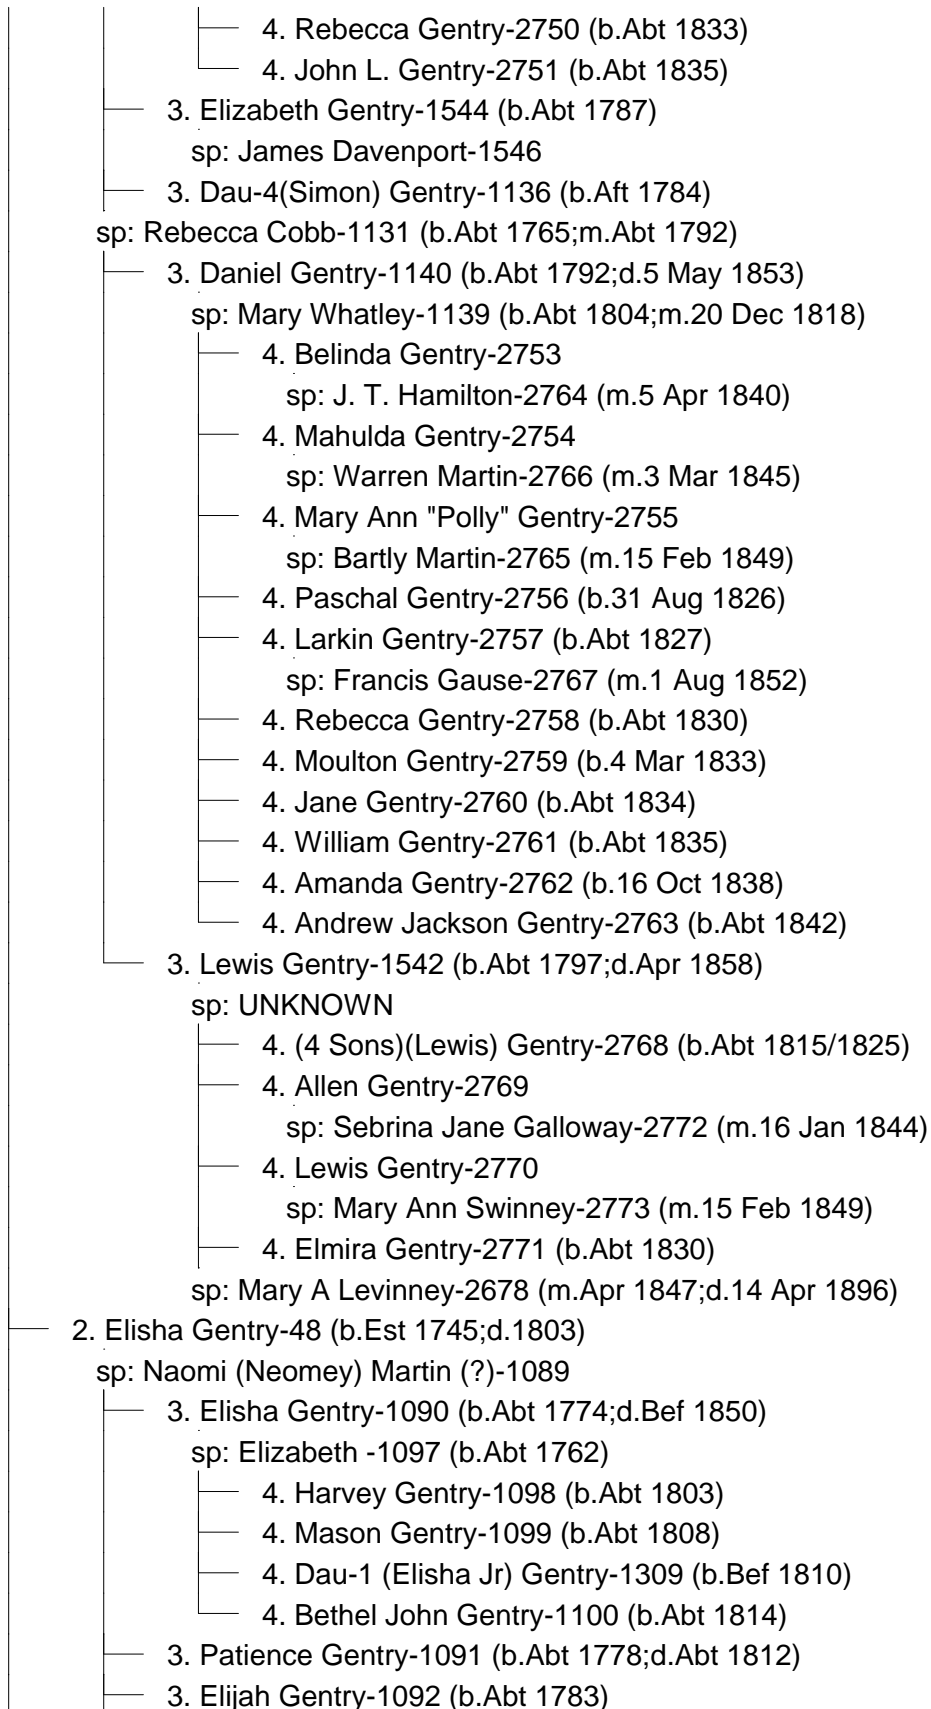 4. Rebecca Gentry-2750 (b.Abt 1833)
4. John L. Gentry-2751 (b.Abt 1835)
3. Elizabeth Gentry-1544 (b.Abt 1787)
sp: James Davenport-1546
3. Dau-4(Simon) Gentry-1136 (b.Aft 1784)
sp: Rebecca Cobb-1131 (b.Abt 1765;m.Abt 1792)
3. Daniel Gentry-1140 (b.Abt 1792;d.5 May 1853)
sp: Mary Whatley-1139 (b.Abt 1804;m.20 Dec 1818)
4. Belinda Gentry-2753
sp: J. T. Hamilton-2764 (m.5 Apr 1840)
4. Mahulda Gentry-2754
sp: Warren Martin-2766 (m.3 Mar 1845)
4. Mary Ann "Polly" Gentry-2755
sp: Bartly Martin-2765 (m.15 Feb 1849)
4. Paschal Gentry-2756 (b.31 Aug 1826)
4. Larkin Gentry-2757 (b.Abt 1827)
sp: Francis Gause-2767 (m.1 Aug 1852)
4. Rebecca Gentry-2758 (b.Abt 1830)
4. Moulton Gentry-2759 (b.4 Mar 1833)
4. Jane Gentry-2760 (b.Abt 1834)
4. William Gentry-2761 (b.Abt 1835)
4. Amanda Gentry-2762 (b.16 Oct 1838)
4. Andrew Jackson Gentry-2763 (b.Abt 1842)
3. Lewis Gentry-1542 (b.Abt 1797;d.Apr 1858)
sp: UNKNOWN
4. (4 Sons)(Lewis) Gentry-2768 (b.Abt 1815/1825)
4. Allen Gentry-2769
sp: Sebrina Jane Galloway-2772 (m.16 Jan 1844)
4. Lewis Gentry-2770
sp: Mary Ann Swinney-2773 (m.15 Feb 1849)
4. Elmira Gentry-2771 (b.Abt 1830)
sp: Mary A Levinney-2678 (m.Apr 1847;d.14 Apr 1896)
2. Elisha Gentry-48 (b.Est 1745;d.1803)
sp: Naomi (Neomey) Martin (?)-1089
3. Elisha Gentry-1090 (b.Abt 1774;d.Bef 1850)
sp: Elizabeth -1097 (b.Abt 1762)
4. Harvey Gentry-1098 (b.Abt 1803)
4. Mason Gentry-1099 (b.Abt 1808)
4. Dau-1 (Elisha Jr) Gentry-1309 (b.Bef 1810)
4. Bethel John Gentry-1100 (b.Abt 1814)
3. Patience Gentry-1091 (b.Abt 1778;d.Abt 1812)
3. Elijah Gentry-1092 (b.Abt 1783)